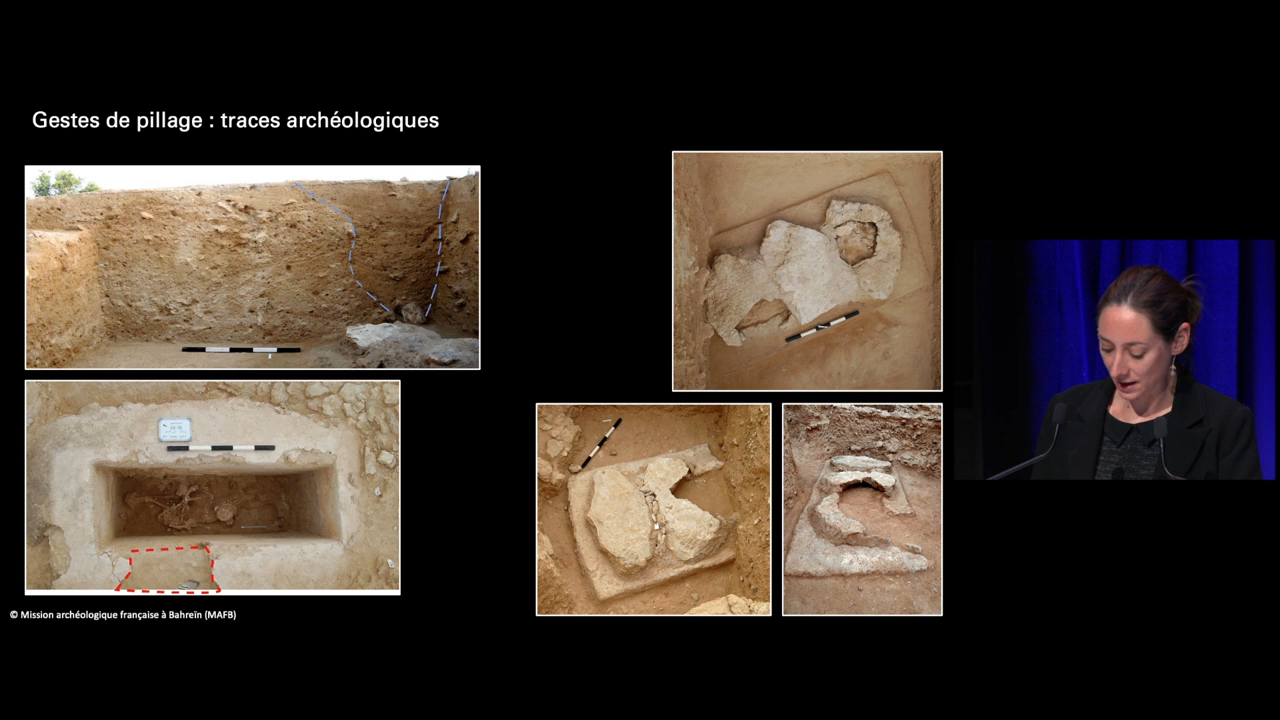 Gestes de pillage : traces archéologiques
© Mission archéologique française à Bahreïn (MAFB)